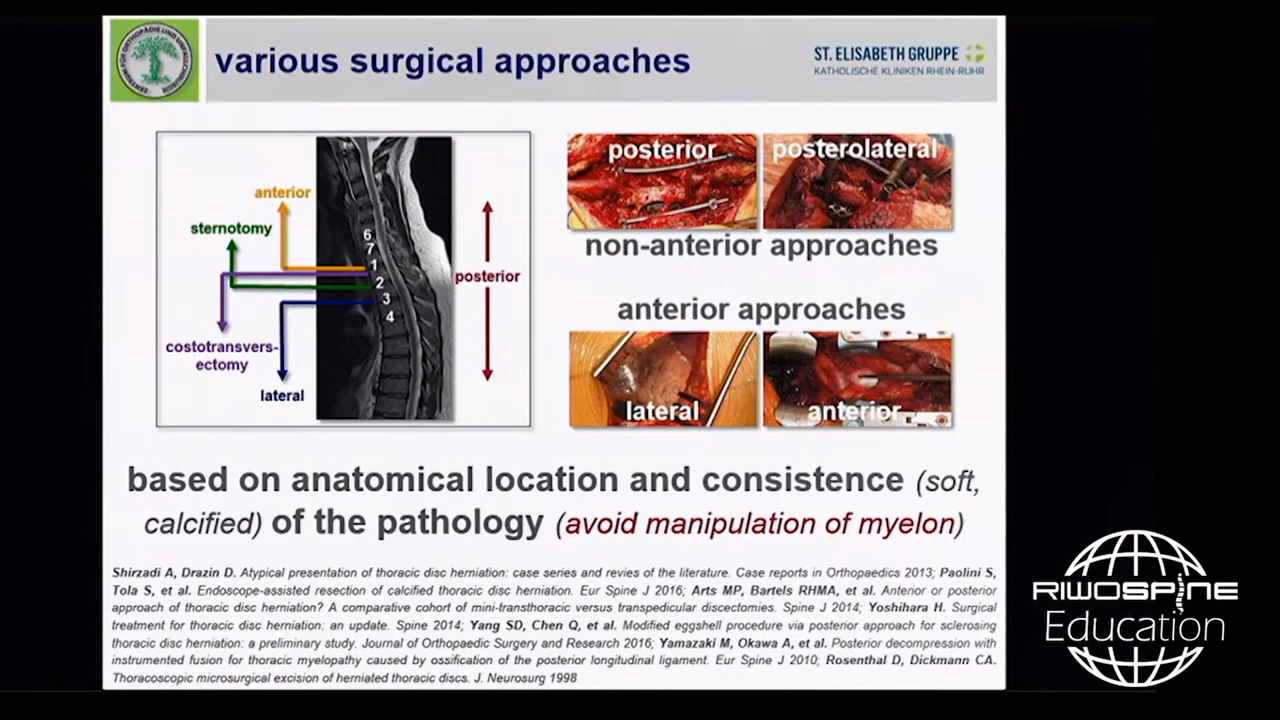 ZENTRUM FÜR ORTHOPÄDIE UND UNFALLCHIRURGIE
various surgical approaches
ST. ELISABETH GRUPPE
KATHOLISCHE KLINIKEN RHEIN-RUHR
anterior
sternotomy
6
7
1
2
3
4
posterior
costotransvers-
ectomy
lateral
posterior
posterolateral
non-anterior approaches
anterior approaches
lateral
anterior
based on anatomical location and consistence (soft,
calcified) of the pathology (avoid manipulation of myelon)
Shirzadi A, Drazin D. Atypical presentation of thoracic disc herniation: case series and revies of the literature. Case reports in Orthopaedics 2013; Paolini S,
Tola S, et al. Endoscope-assisted resection of calcified thoracic disc herniation. Eur Spine J 2016; Arts MP, Bartels RHMA, et al. Anterior or posterior
approach of thoracic disc herniation? A comparative cohort of mini-transthoracic versus transpedicular discectomies. Spine J 2014; Yoshihara H. Surgical
treatment for thoracic disc herniation: an update. Spine 2014; Yang SD, Chen Q, et al. Modified eggshell procedure via posterior approach for sclerosing
thoracic disc herniation: a preliminary study. Journal of Orthopaedic Surgery and Research 2016; Yamazaki M, Okawa A, et al. Posterior decompression with
instrumented fusion for thoracic myelopathy caused by ossification of the posterior longitudinal ligament. Eur Spine J 2010; Rosenthal D, Dickmann CA.
Thoracoscopic microsurgical excision of herniated thoracic discs. J. Neurosurg 1998
RIWOSPINE
Education